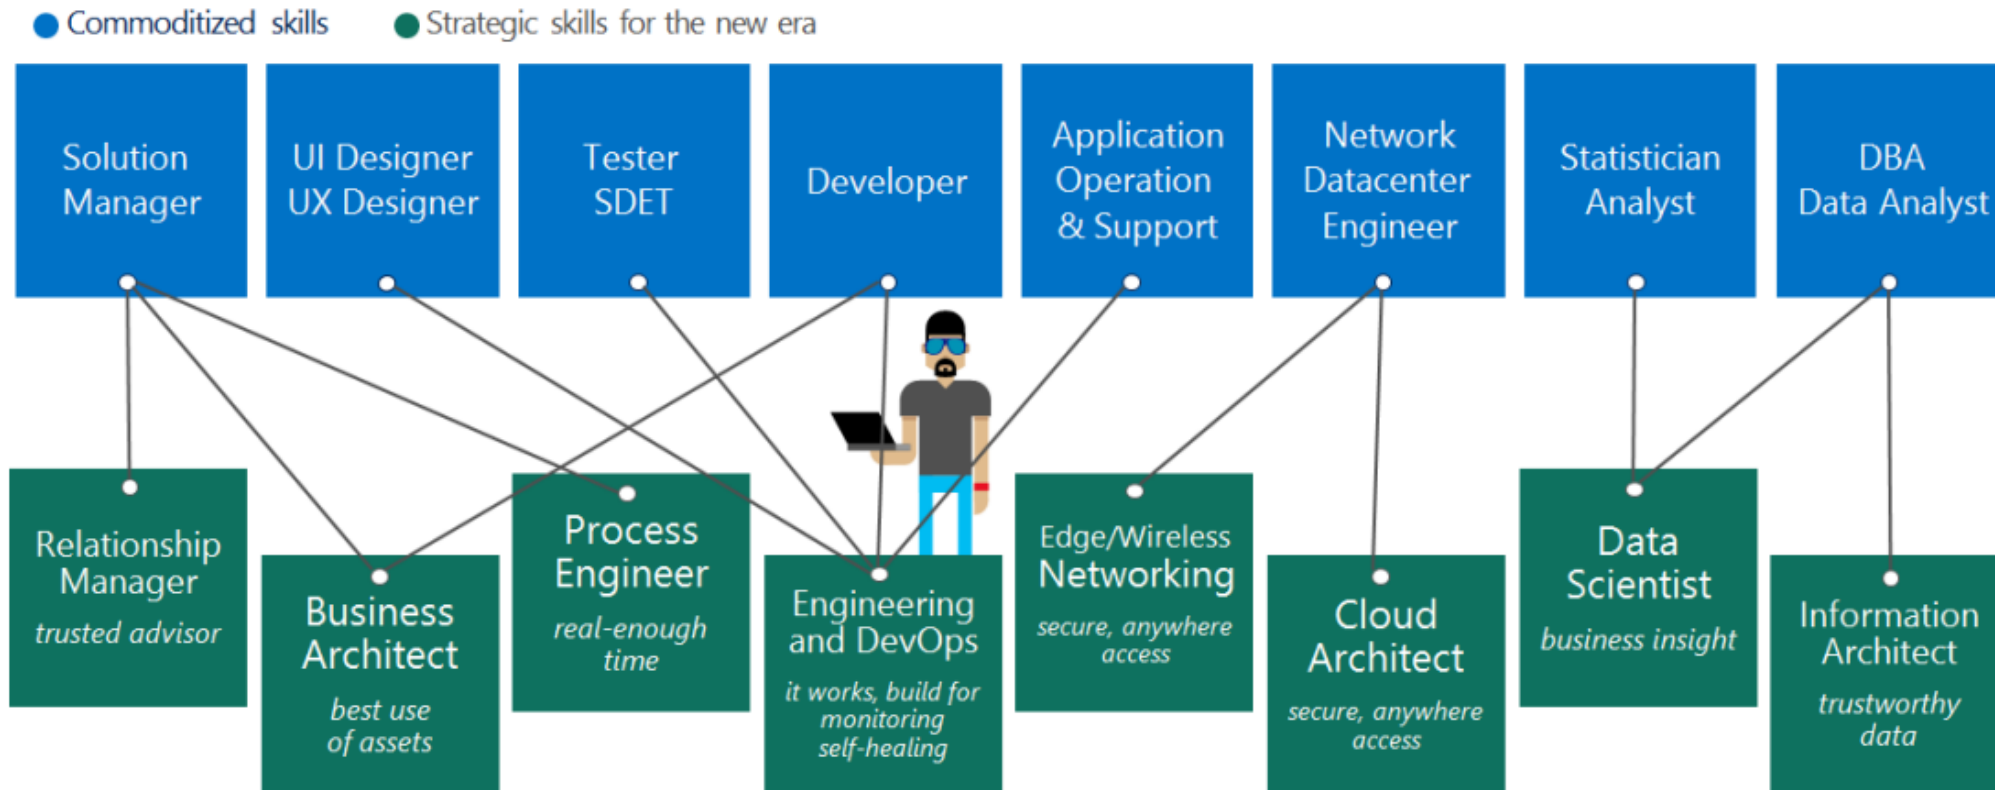 Commoditized skills
Strategic skills for the new era
Solution
Manager
UI Designer
UX Designer
Tester
SDET
Developer
Application
Operation
& Support
Network
Datacenter
Engineer
Statistician
Analyst
DBA
Data Analyst
Relationship
Manager
trusted advisor
Business
Architect
best use
of assets
Process
Engineer
real-enough
time
Engineering
and DevOps
it works, build for
monitoring
self-healing
Edge/Wireless
Networking
secure, anywhere
access
Cloud
Architect
secure, anywhere
access
Data
Scientist
business insight
Information
Architect
trustworthy
data